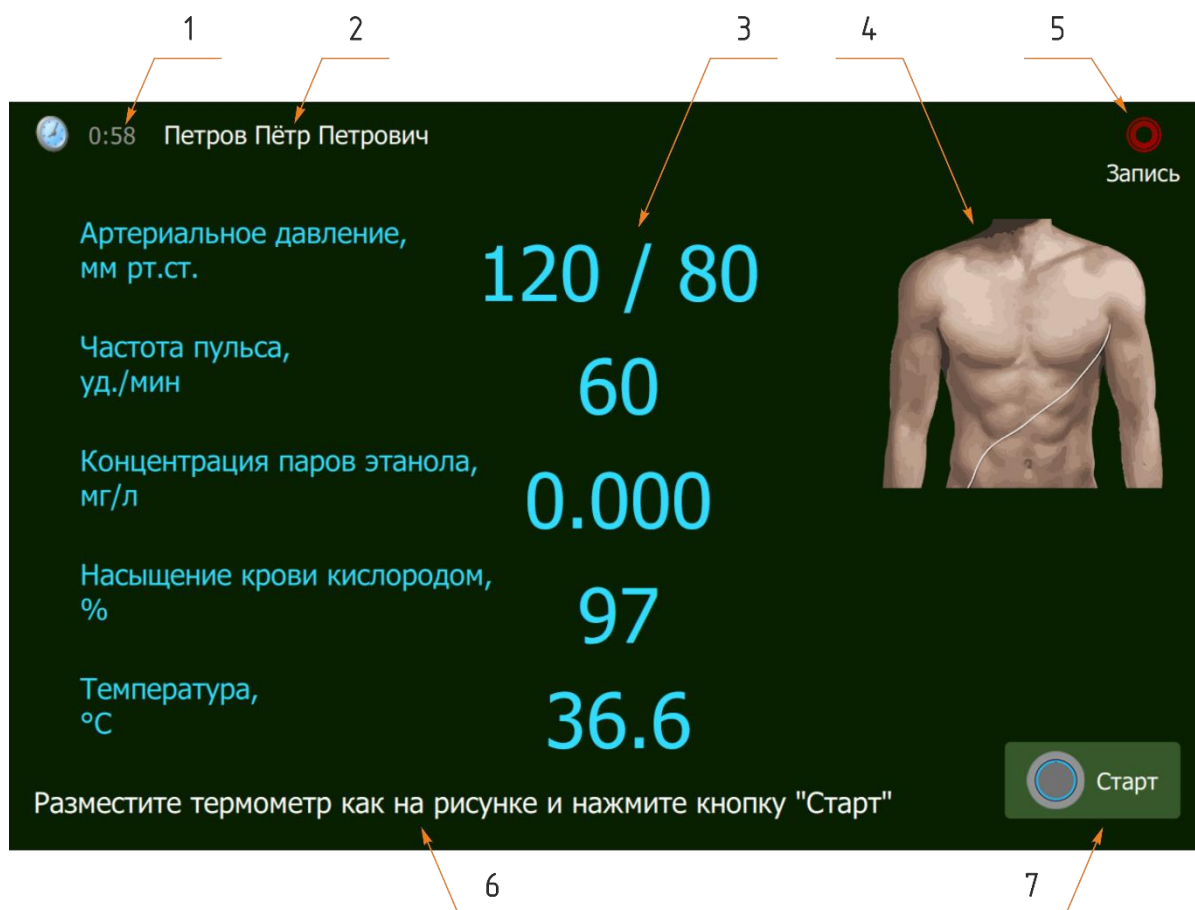 1 2 3 4 5
0:58 Петров Пётр Петрович
Запись
Артериальное давление,
мм рт.ст.
120 / 80
Частота пульса,
уд./мин
60
Концентрация паров этанола,
мг/л
0.000
Насыщение крови кислородом,
%
97
Температура,
°C
36.6
Старт
Разместите термометр как на рисунке и нажмите кнопку "Старт"
6 7